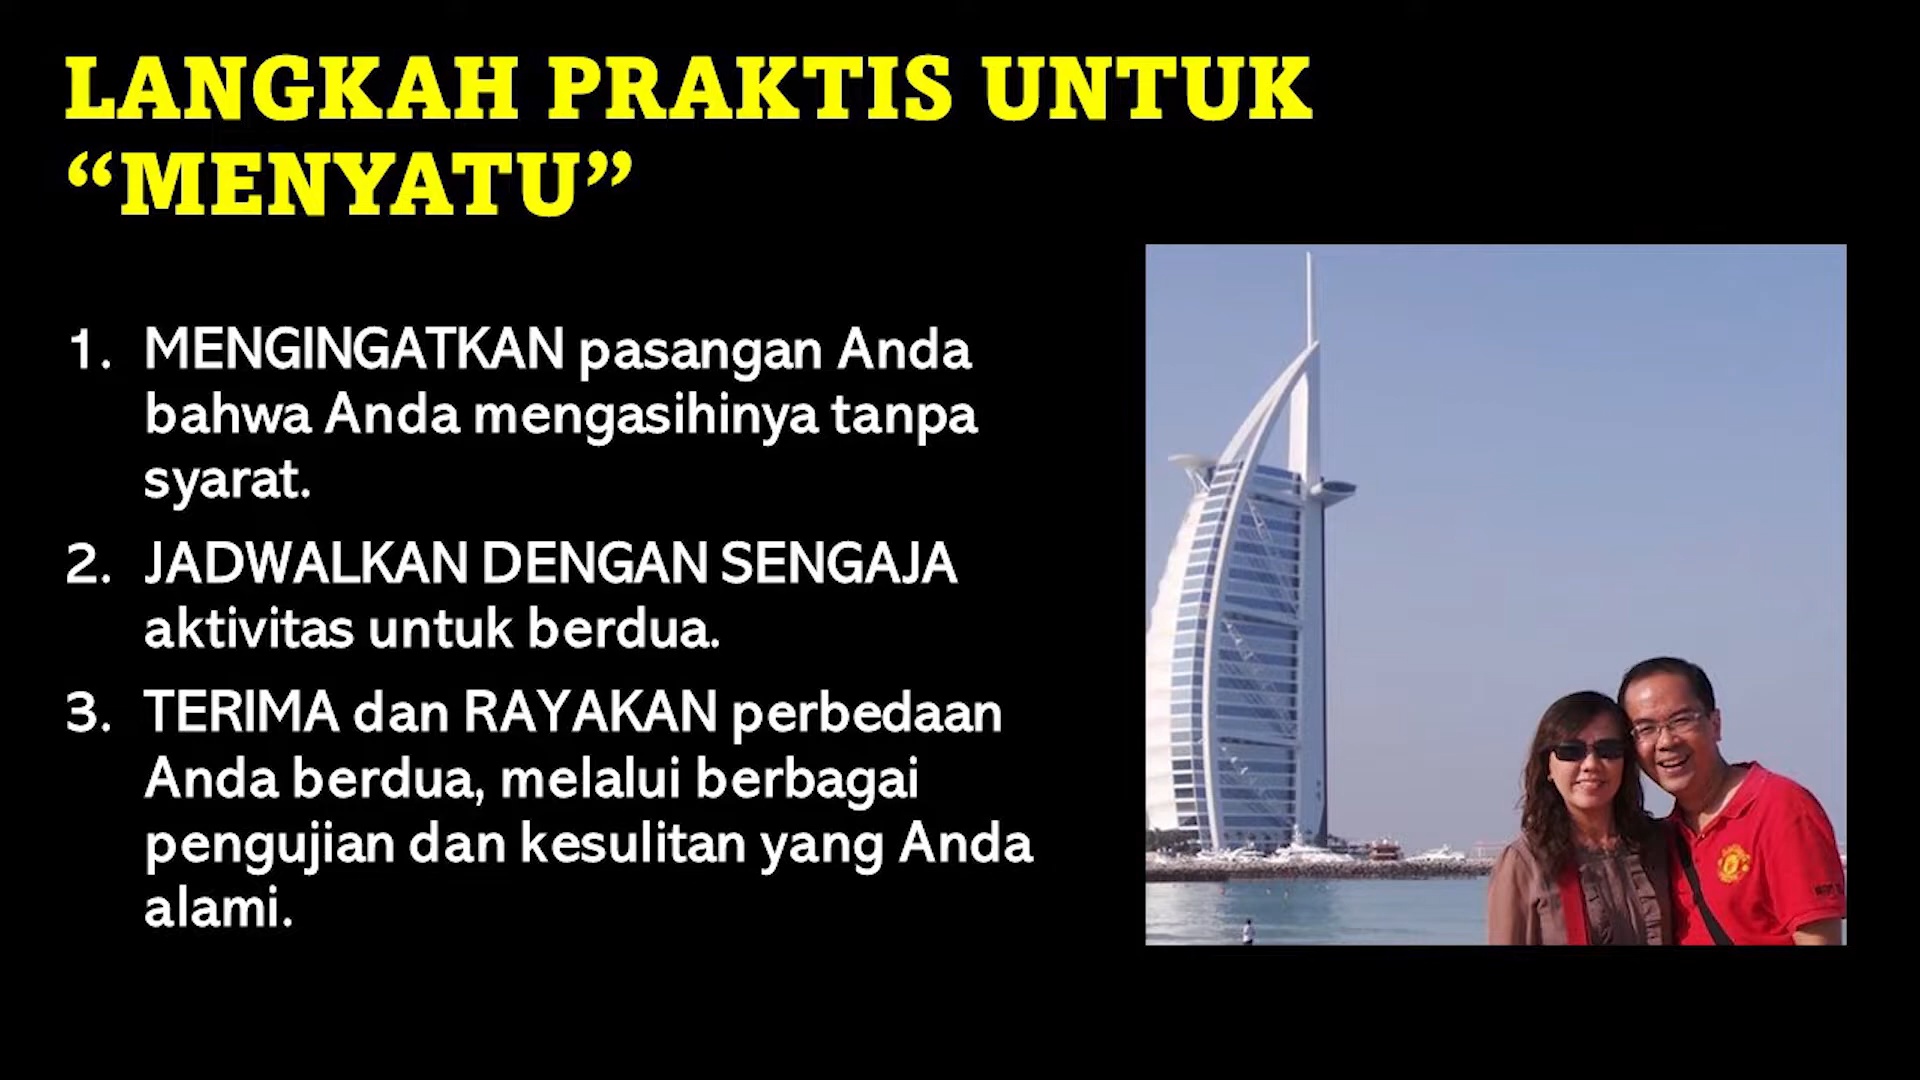 LANGKAH PRAKTIS UNTUK
“MENYATU”
1. MENGINGATKAN pasangan Anda
bahwa Anda mengasihinya tanpa
syarat.
2. JADWALKAN DENGAN SENGAJA
aktivitas untuk berdua.
3. TERIMA dan RAYAKAN perbedaan
Anda berdua, melalui berbagai
pengujian dan kesulitan yang Anda
alami.